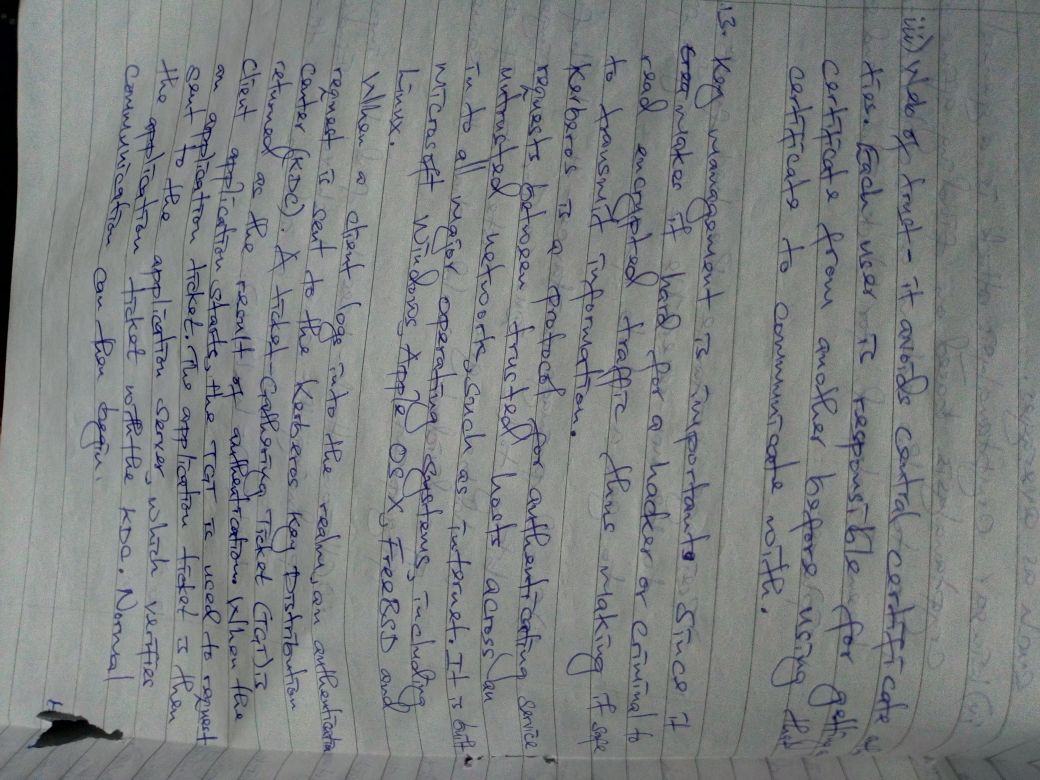 iii) Web of trust - it avoids central certificate
ties. Each user is responsible for getting
certificate from another before using that
certificate to communicate with.
13. Key management is important Since it
makes it hard for a hacker or criminal to
read encrypted traffic thus making it safe
to transmit information.
Kerberos is a protocol for authenticating service
requests between trusted hosts across an
untrusted network, such as internet. It is built
in to all major operating systems, including
Microsoft Windows, Apple OS X, FreeBSD and
Linux.
When a client logs into the realm, an authentication
request is sent to the Kerberos Key Distribution
Center (KDC). A Ticket-Gathering Ticket (TGT) is
returned as the result of authentication. When the
client application starts, the TGT is used to request
an application ticket. The application ticket is then
sent to the application server, which verifies
the application ticket with the KDC. Normal
communication can then begin.